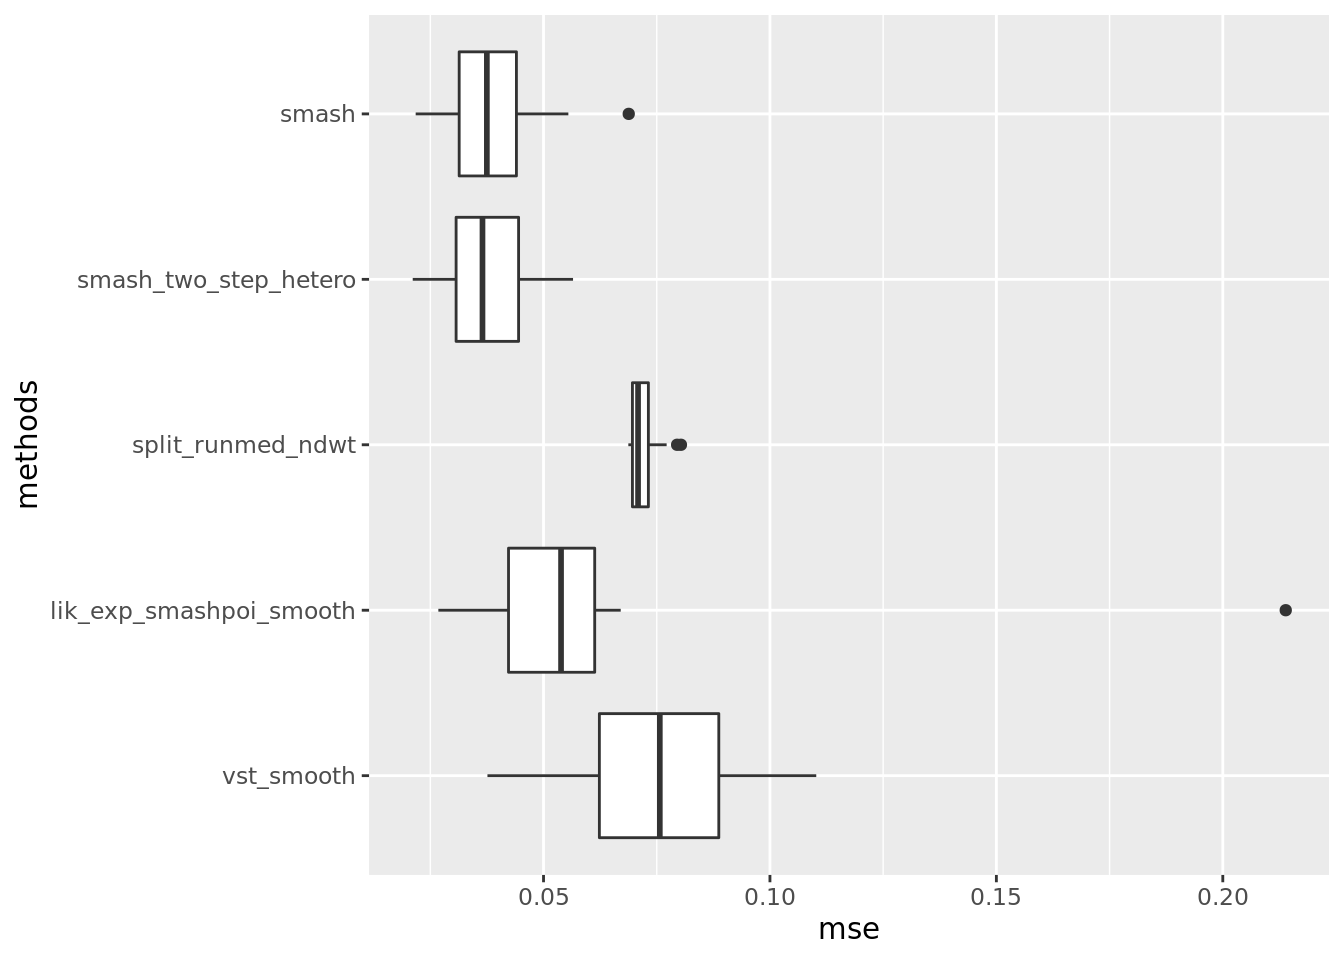 smash
smash_two_step_hetero
split_runmed_ndwt
lik_exp_smashpoi_smooth
vst_smooth
methods
0.05 0.10 0.15 0.20
mse